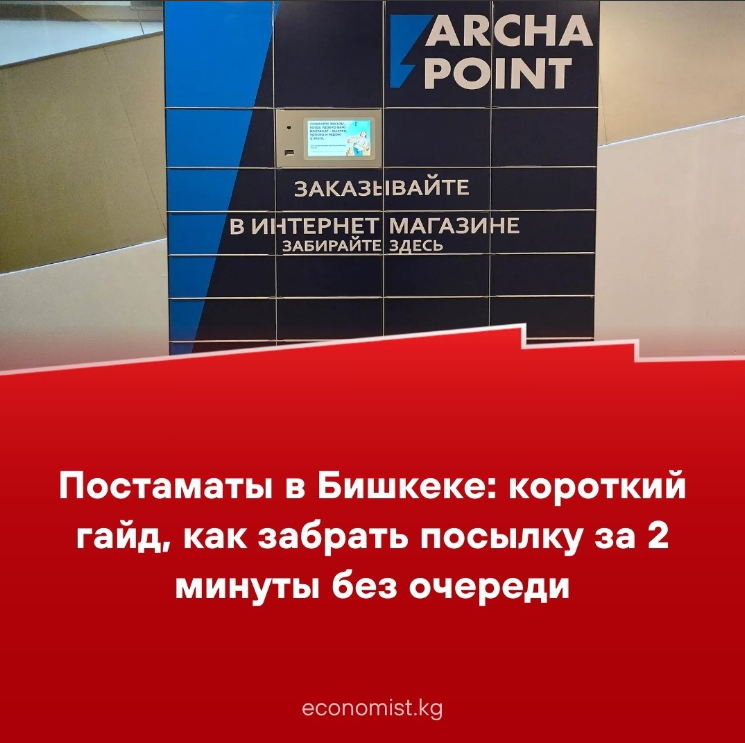 ARCHA
POINT
ЗАКАЗЫВАЙТЕ
В ИНТЕРНЕТ МАГАЗИНЕ
ЗАБИРАЙТЕ ЗДЕСЬ
Постаматы в Бишкеке: короткий
гайд, как забрать посылку за 2
минуты без очереди
economist.kg